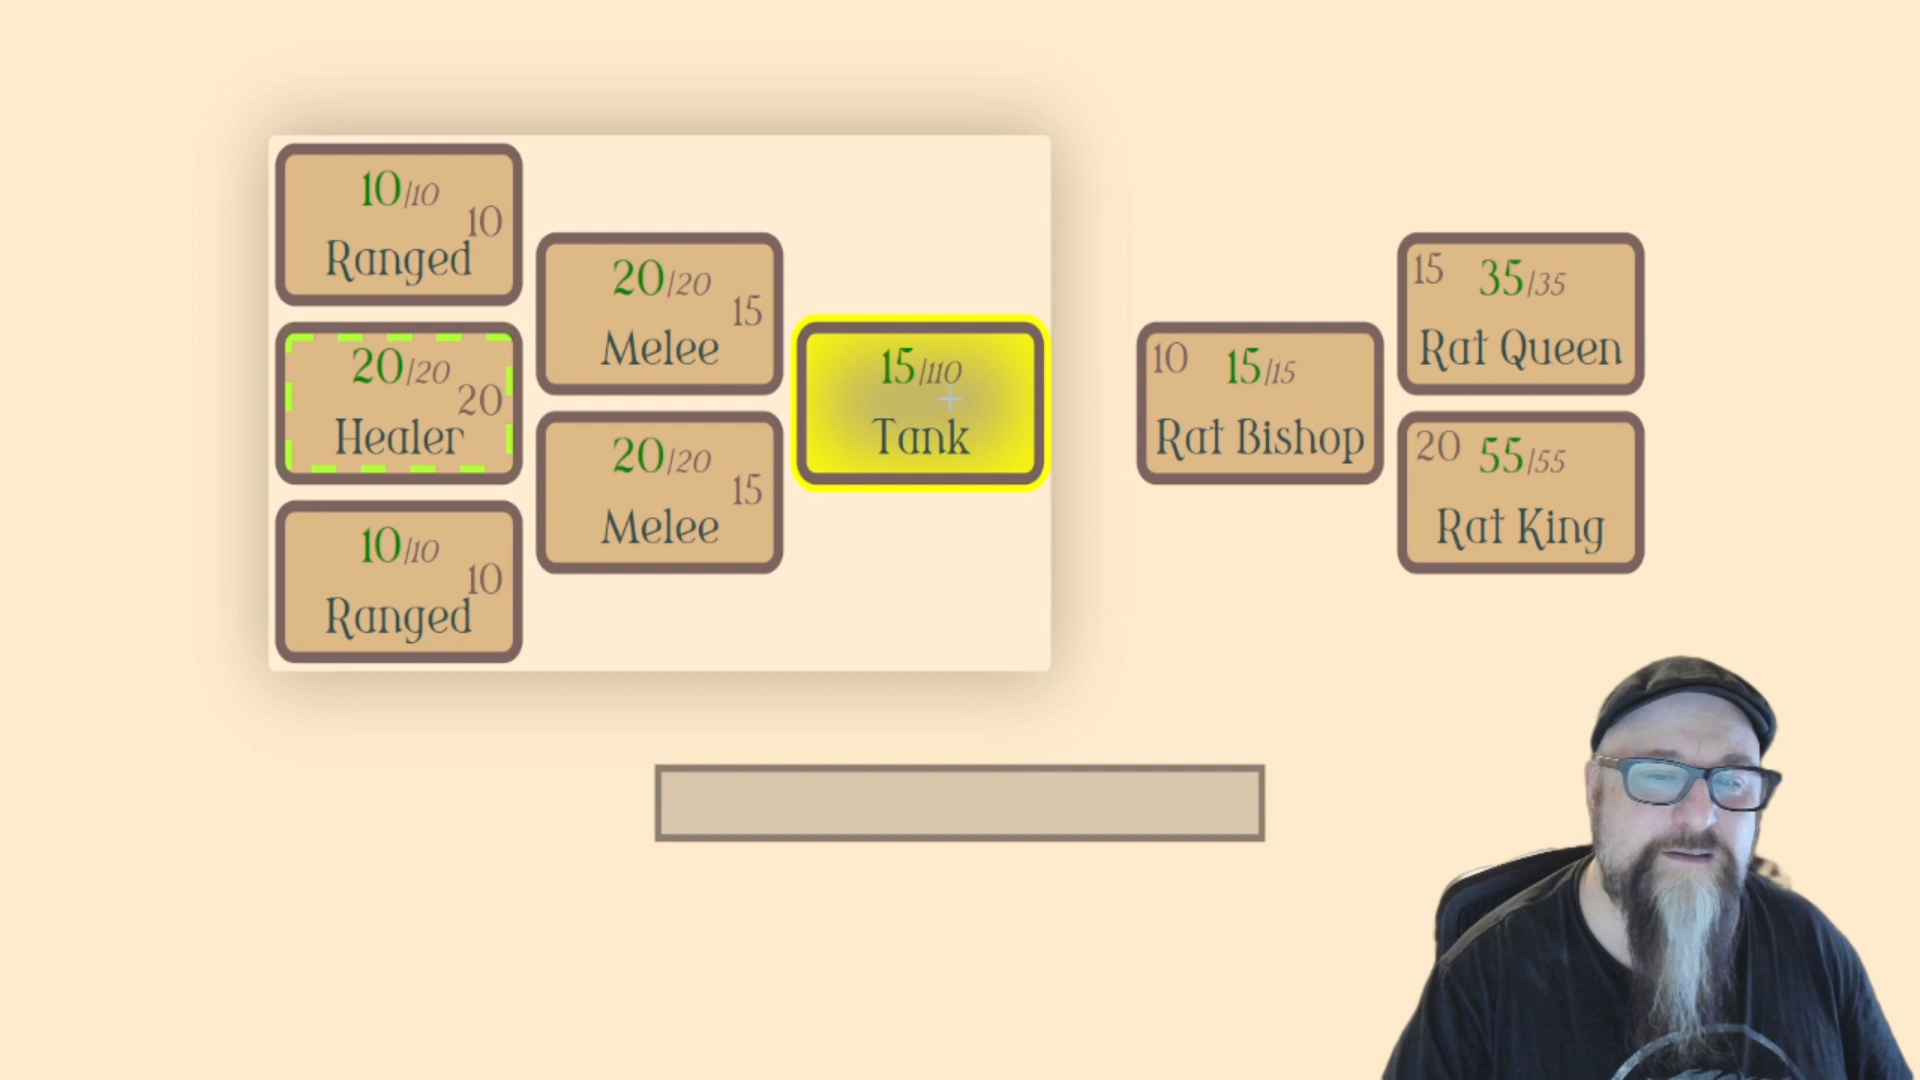 10/10
10
Ranged
20/20
20
Healer
10/10
10
Ranged
20/20
15
Melee
20/20
15
Melee
15/110
Tank
10 15/15
Rat Bishop
15 35/35
Rat Queen
20 55/55
Rat King